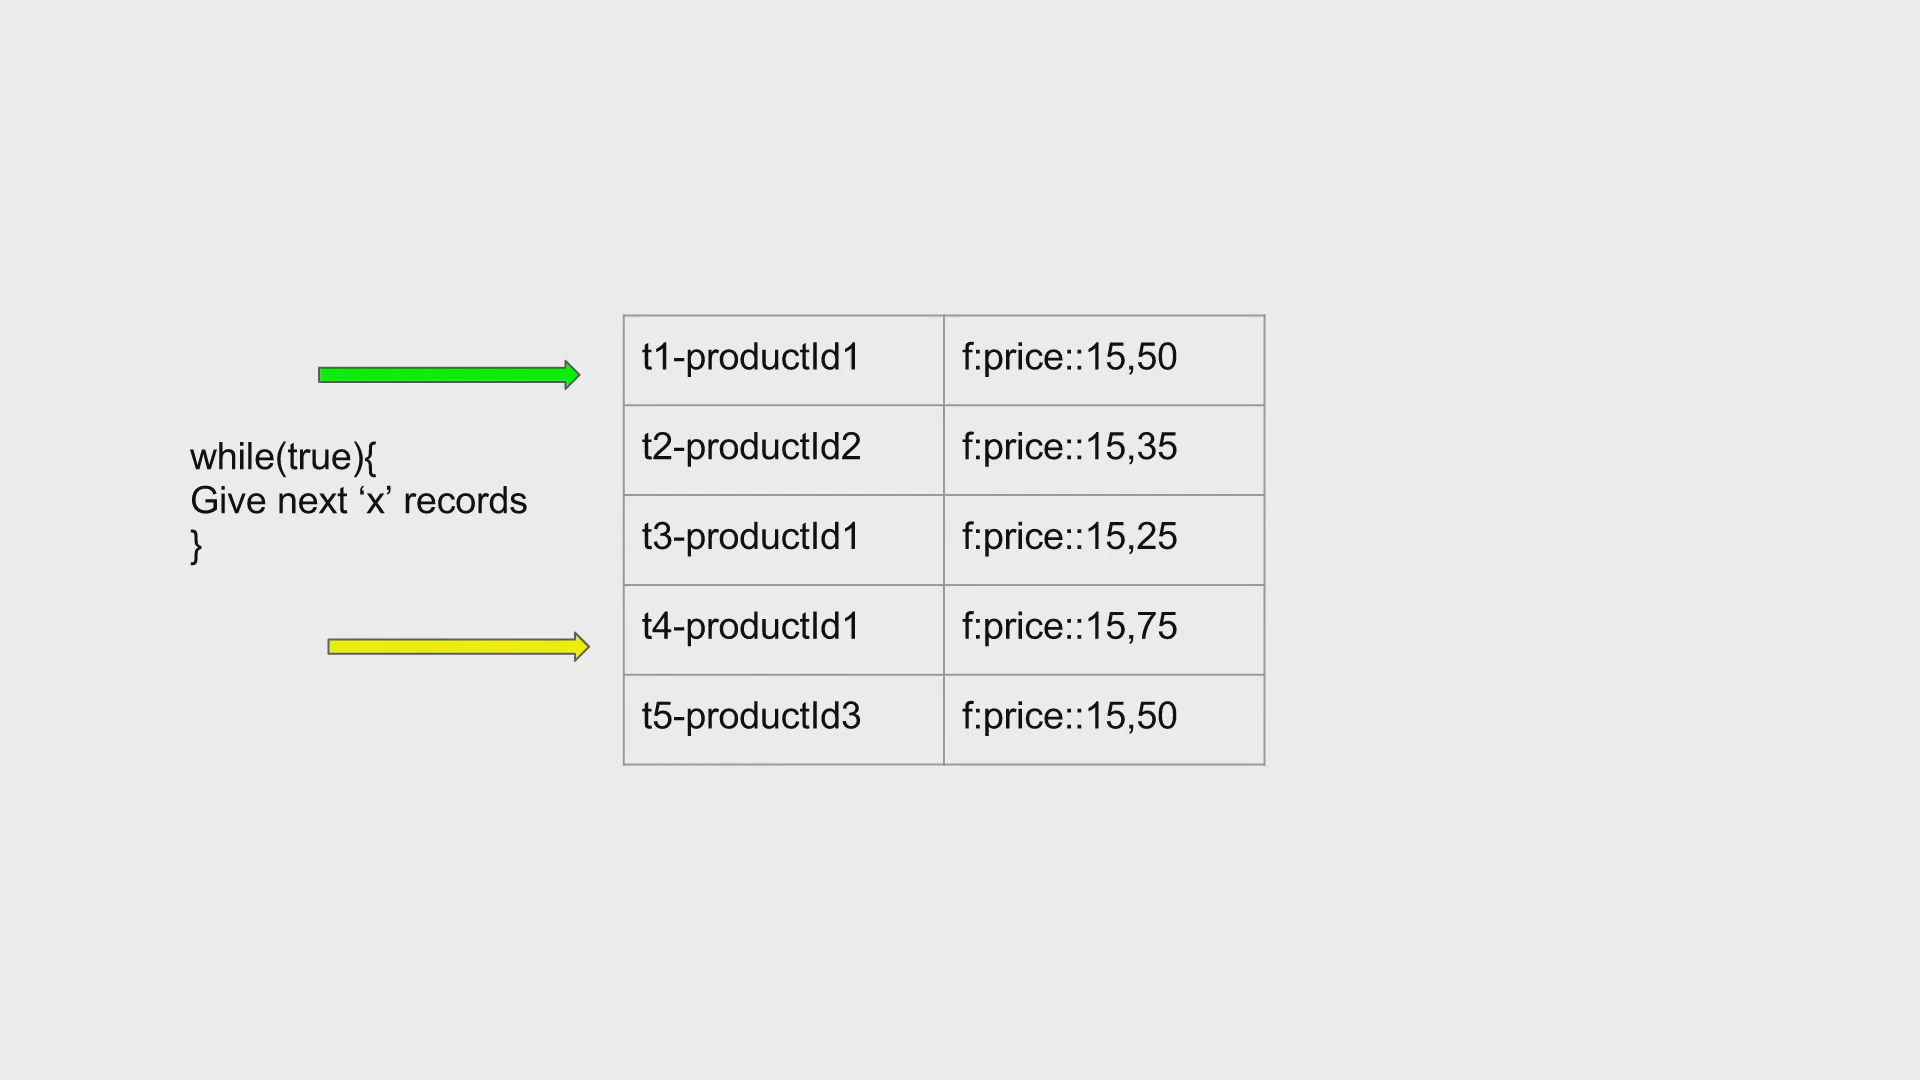 while(true){
Give next ‘x’ records
}
t1-productId1 f:price::15,50
t2-productId2 f:price::15,35
t3-productId1 f:price::15,25
t4-productId1 f:price::15,75
t5-productId3 f:price::15,50